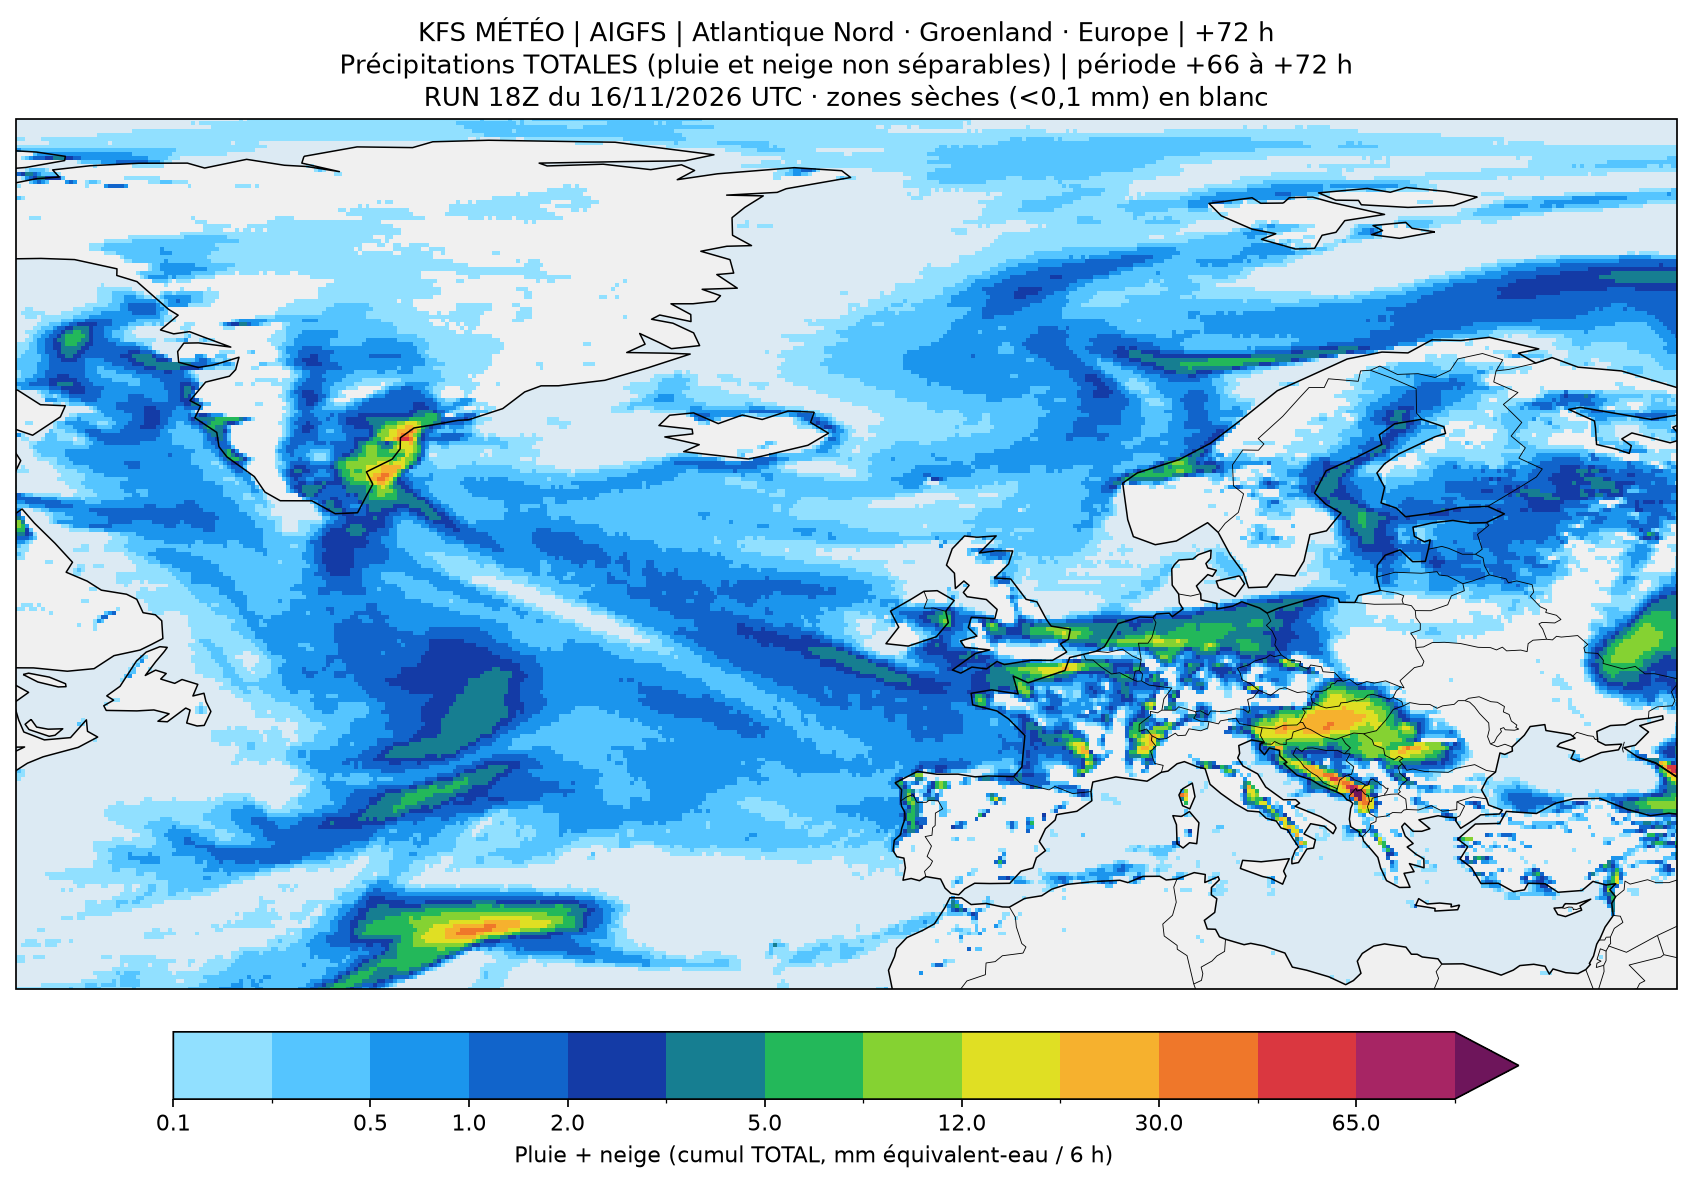 KFS MÉTÉO | AIGFS | Atlantique Nord · Groenland · Europe | +72 h
Précipitations TOTALES (pluie et neige non séparables) | période +66 à +72 h
RUN 18Z du 16/11/2026 UTC · zones sèches (<0,1 mm) en blanc
0.1 0.5 1.0 2.0 5.0 12.0 30.0 65.0
Pluie + neige (cumul TOTAL, mm équivalent-eau / 6 h)